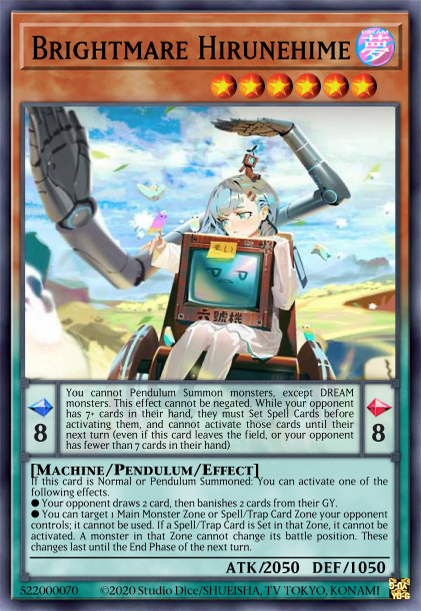 Brightmare Hirunehime
DREAM
夢
六號機
You cannot Pendulum Summon monsters, except DREAM
monsters. This effect cannot be negated. While your opponent
has 7+ cards in their hand, they must Set Spell Cards before
activating them, and cannot activate those cards until their
next turn (even if this card leaves the field, or your opponent
has fewer than 7 cards in their hand)
8
8
[Machine/Pendulum/Effect]
If this card is Normal or Pendulum Summoned: You can activate one of the
following effects.
● Your opponent draws 2 card, then banishes 2 cards from their GY.
● You can target 1 Main Monster Zone or Spell/Trap Card Zone your opponent
controls; it cannot be used. If a Spell/Trap Card is Set in that Zone, it cannot be
activated. A monster in that Zone cannot change its battle position. These
changes last until the End Phase of the next turn.
ATK/2050 DEF/1050
522000070 ©2020 Studio Dice/SHUEISHA, TV TOKYO, KONAMI